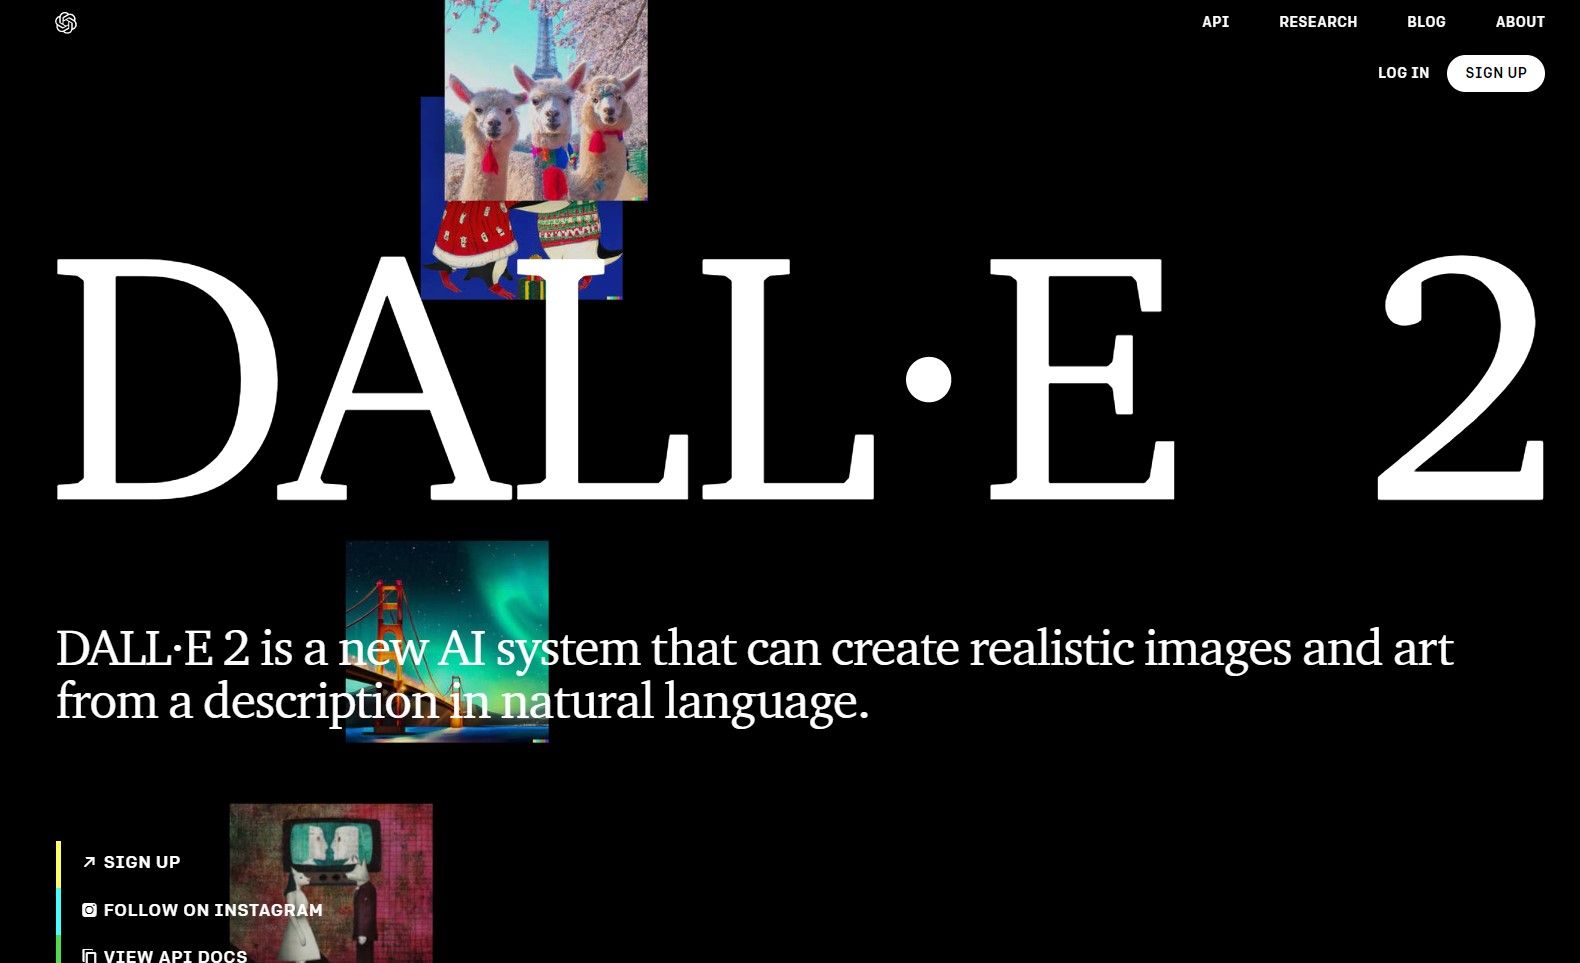 API RESEARCH BLOG ABOUT
LOG IN SIGN UP
DALL·E 2
DALL·E 2 is a new AI system that can create realistic images and art
from a description in natural language.
SIGN UP
FOLLOW ON INSTAGRAM
VIEW API DOCS